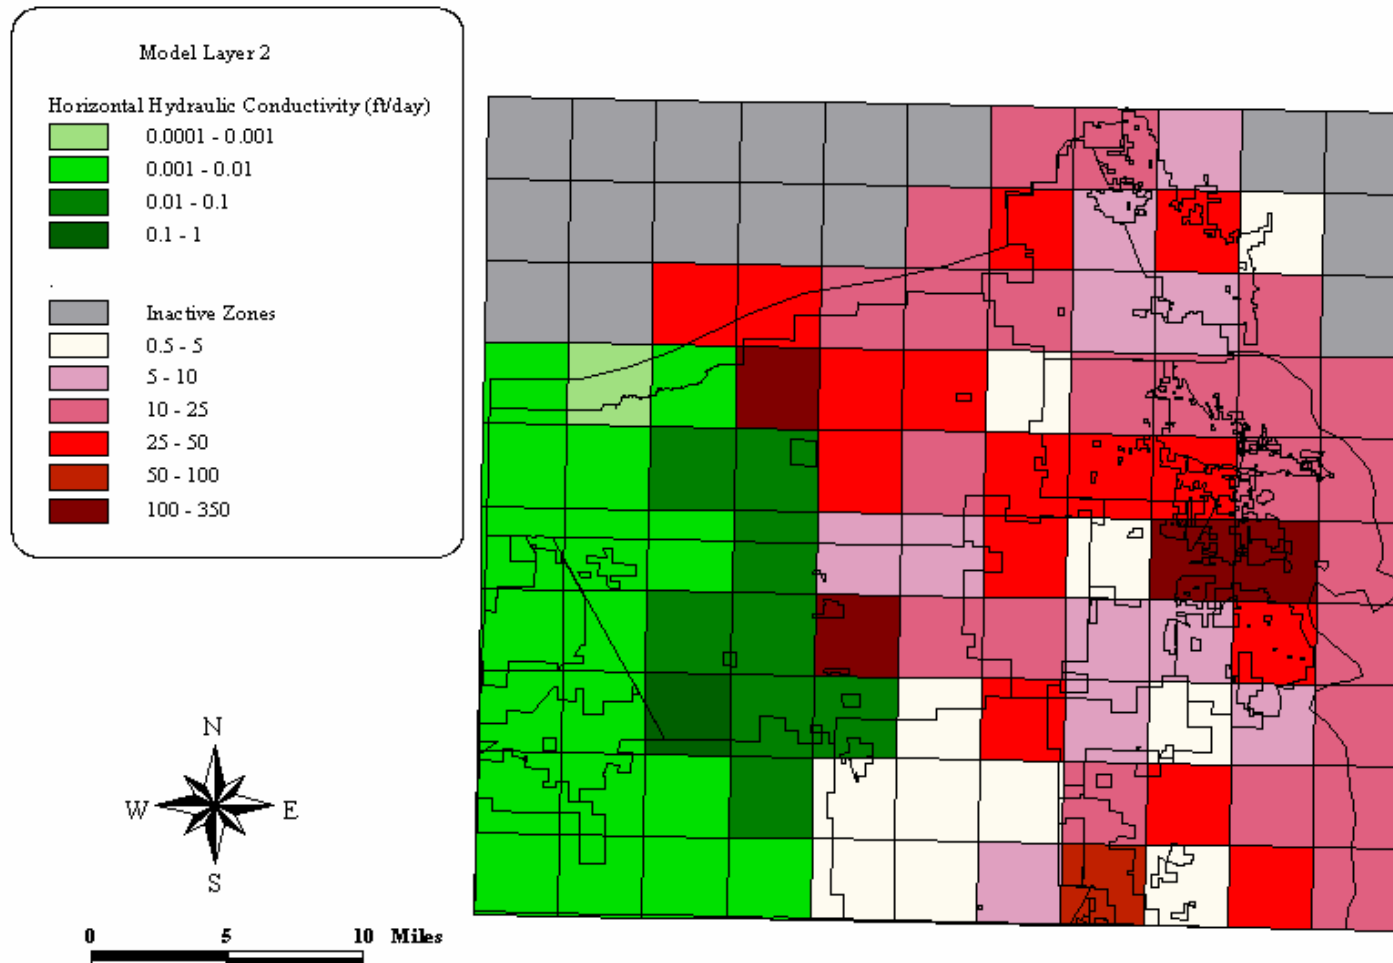 Model Layer 2
Horizontal Hydraulic Conductivity (ft/day)
0.0001 - 0.001
0.001 - 0.01
0.01 - 0.1
0.1 - 1
.
Inactive Zones
0.5 - 5
5 - 10
10 - 25
25 - 50
50 - 100
100 - 350
N
W E
S
0 5 10 Miles